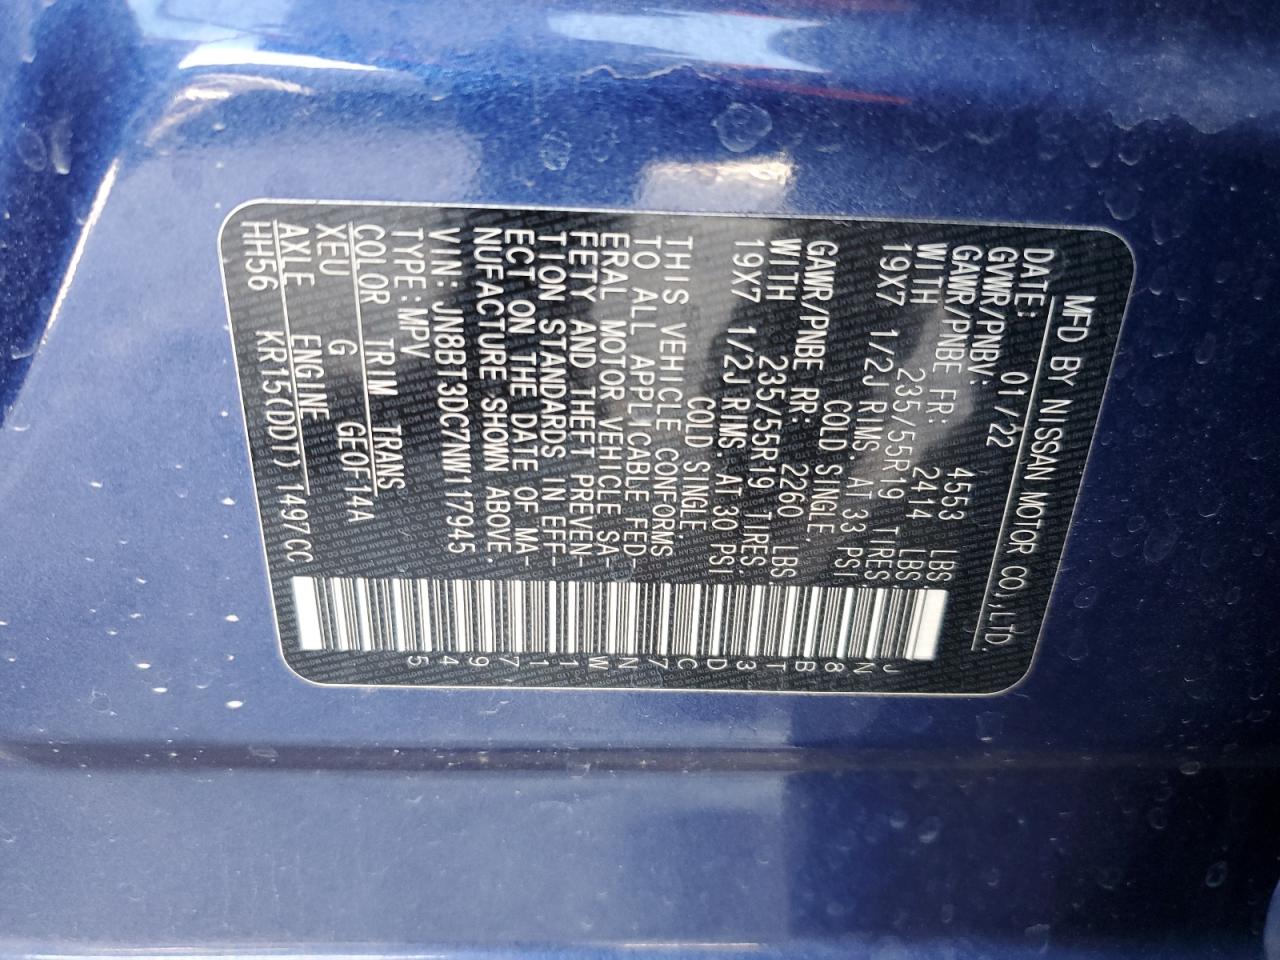 MFD BY NISSAN MOTOR CO.,LTD.
DATE: 01/22
GVWR/PNBV: 4553 LBS.
GAWR/PNBE FR: 2414 LBS.
WITH 235/55R19 TIRES.
19X7 1/2J RIMS. AT 33 PSI.
COLD. SINGLE.
GAWR/PNBE RR: 2260 LBS.
WITH 235/55R19 TIRES.
19X7 1/2J RIMS. AT 30 PSI
COLD SINGLE.
THIS VEHICLE CONFORMS
TO ALL APPLICABLE FED-
ERAL MOTOR VEHICLE SA-
FETY AND THEFT PREVEN-
TION STANDARDS IN EFF-
ECT ON THE DATE OF MA-
NUFACTURE SHOWN ABOVE.
VIN: JN8BT3DC7NW117945
TYPE:MPV
COLOR TRIM TRANS
XEU G GEOF14A
AXLE ENGINE
HH56 KR15(DDT) 1497CC
JN8BT3DC7NW117945